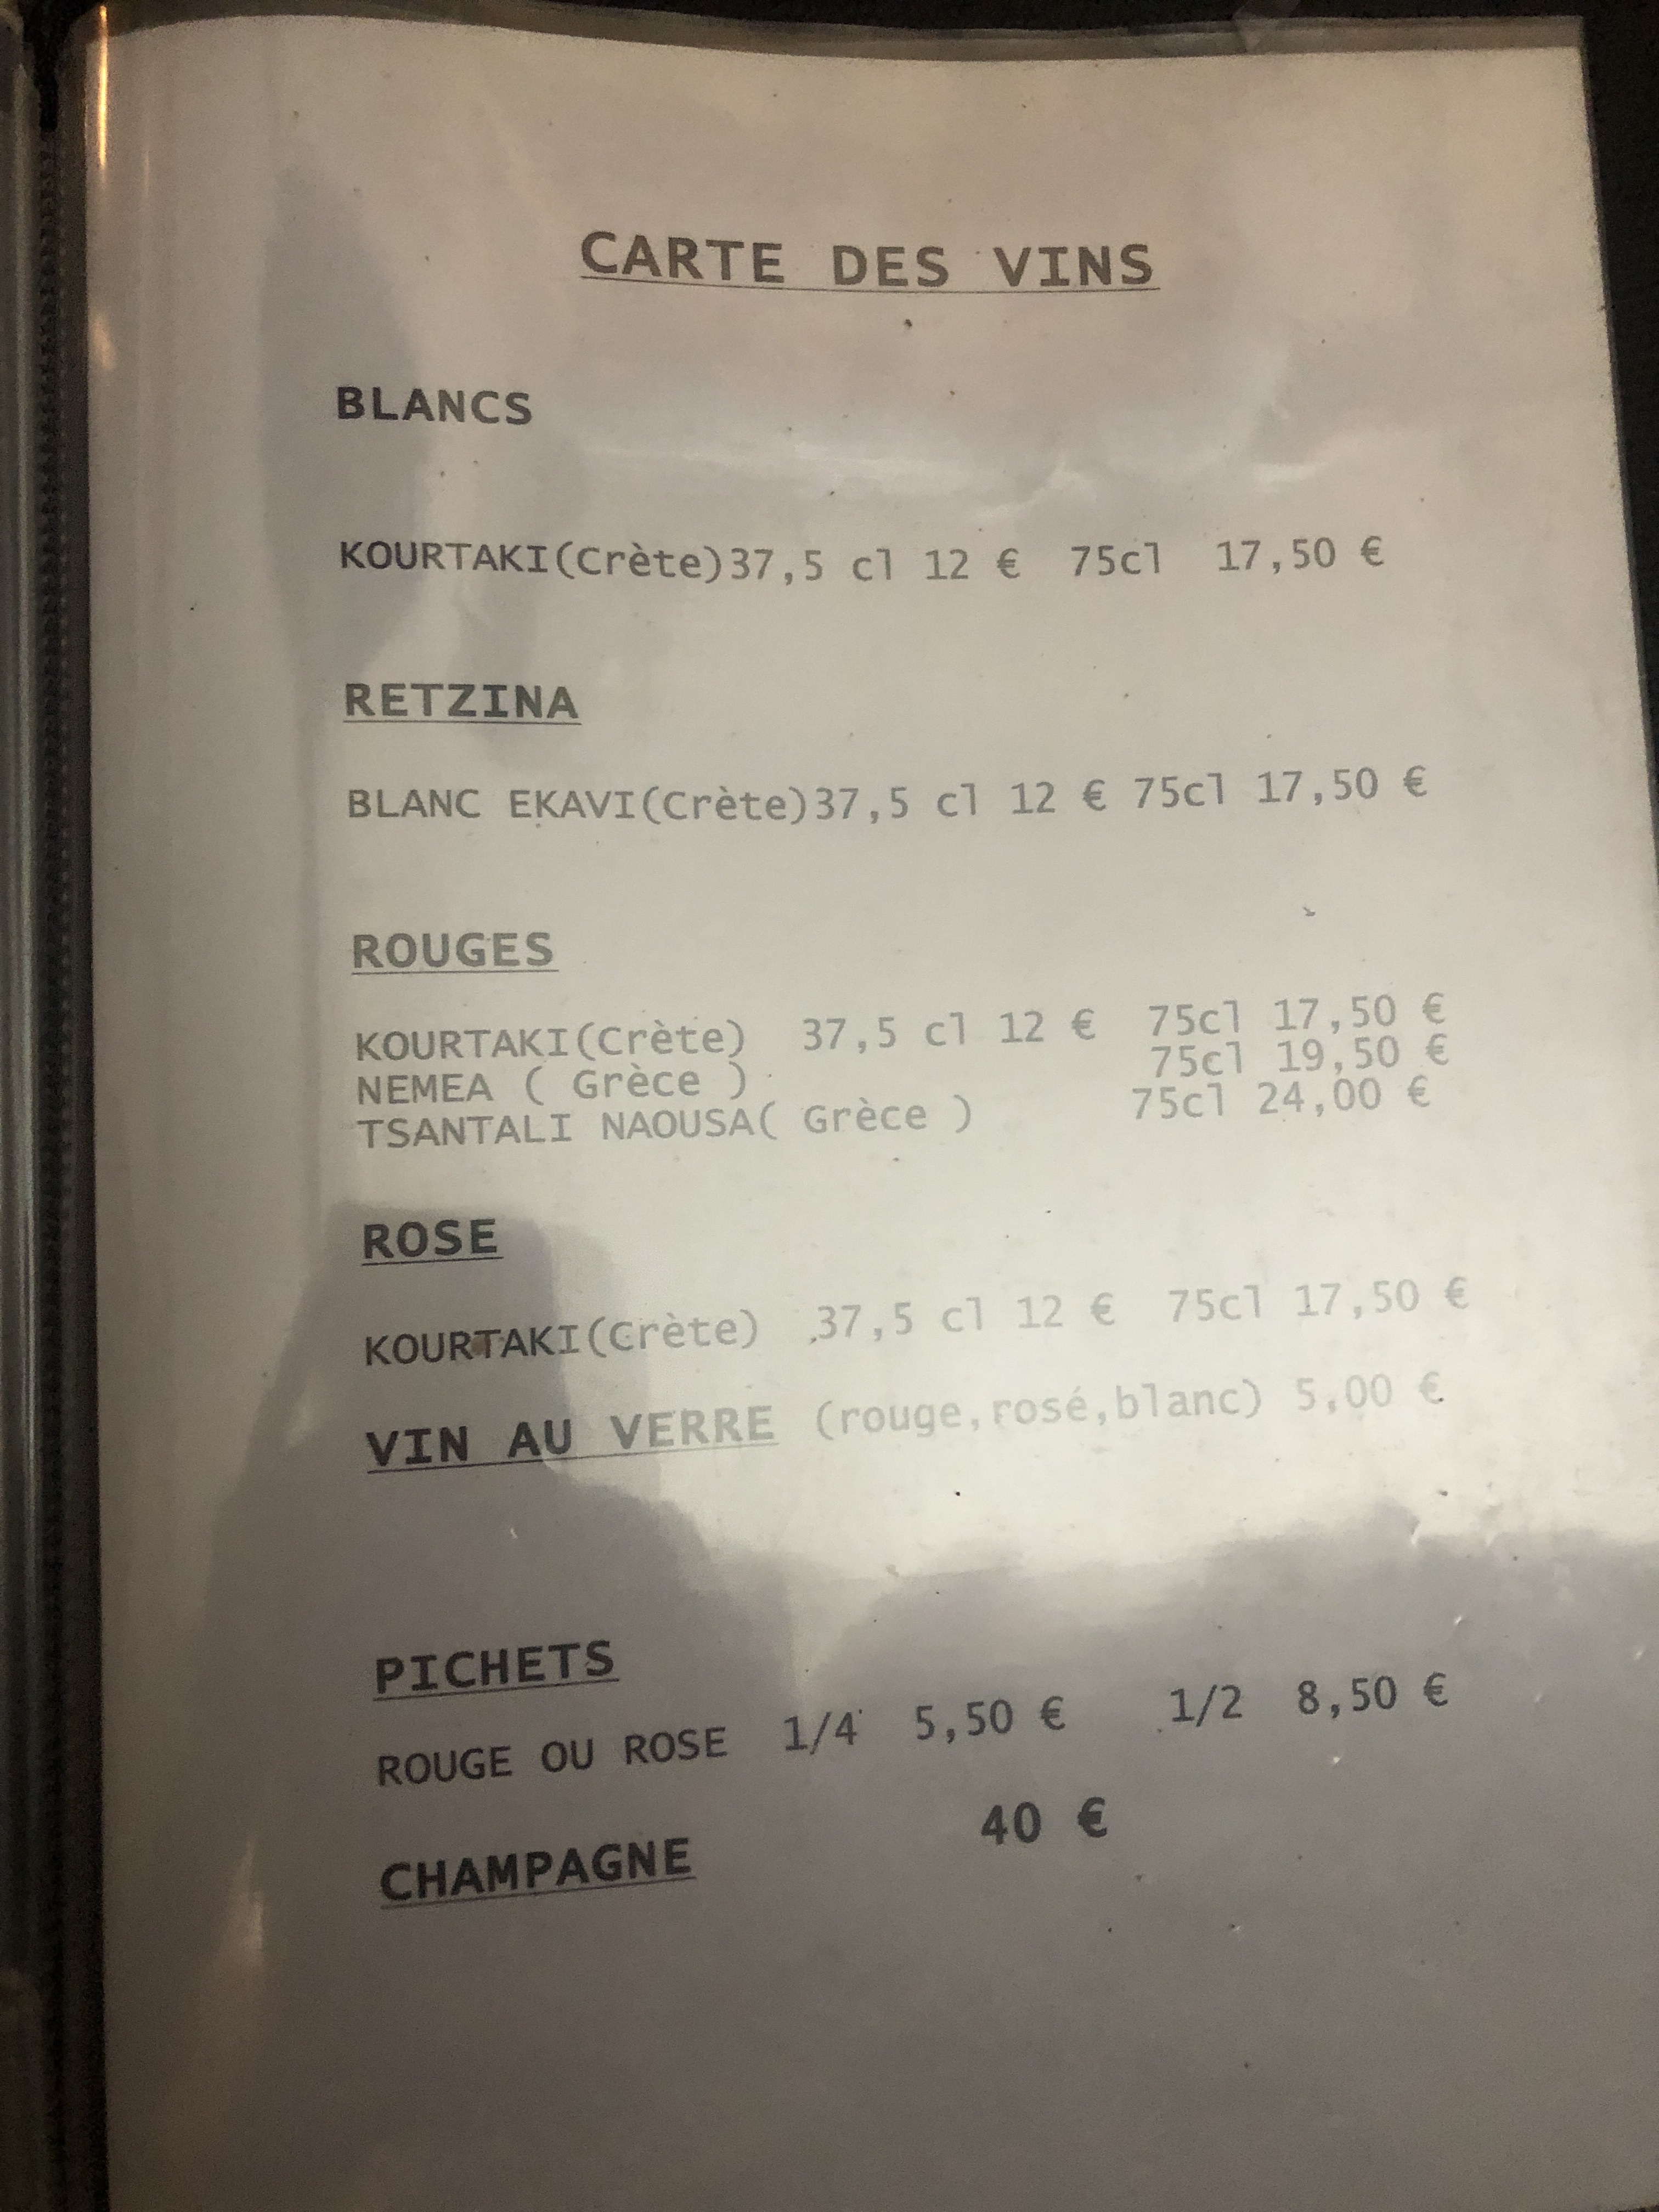 CARTE DES VINS
BLANCS
KOURTAKI(Crète)37,5 cl 12 € 75cl 17,50 €
RETZINA
BLANC EKAVI(Crète)37,5 cl 12 € 75cl 17,50 €
ROUGES
KOURTAKI(Crète) 37,5 cl 12 € 75cl 17,50 €
NEMEA ( Grèce ) 75cl 19,50 €
TSANTALI NAOUSA( Grèce ) 75cl 24,00 €
ROSE
KOURTAKI(Crète) 37,5 cl 12 € 75cl 17,50 €
VIN AU VERRE (rouge,rosé,blanc) 5,00 €
PICHETS
ROUGE OU ROSE 1/4 5,50 € 1/2 8,50 €
CHAMPAGNE 40 €